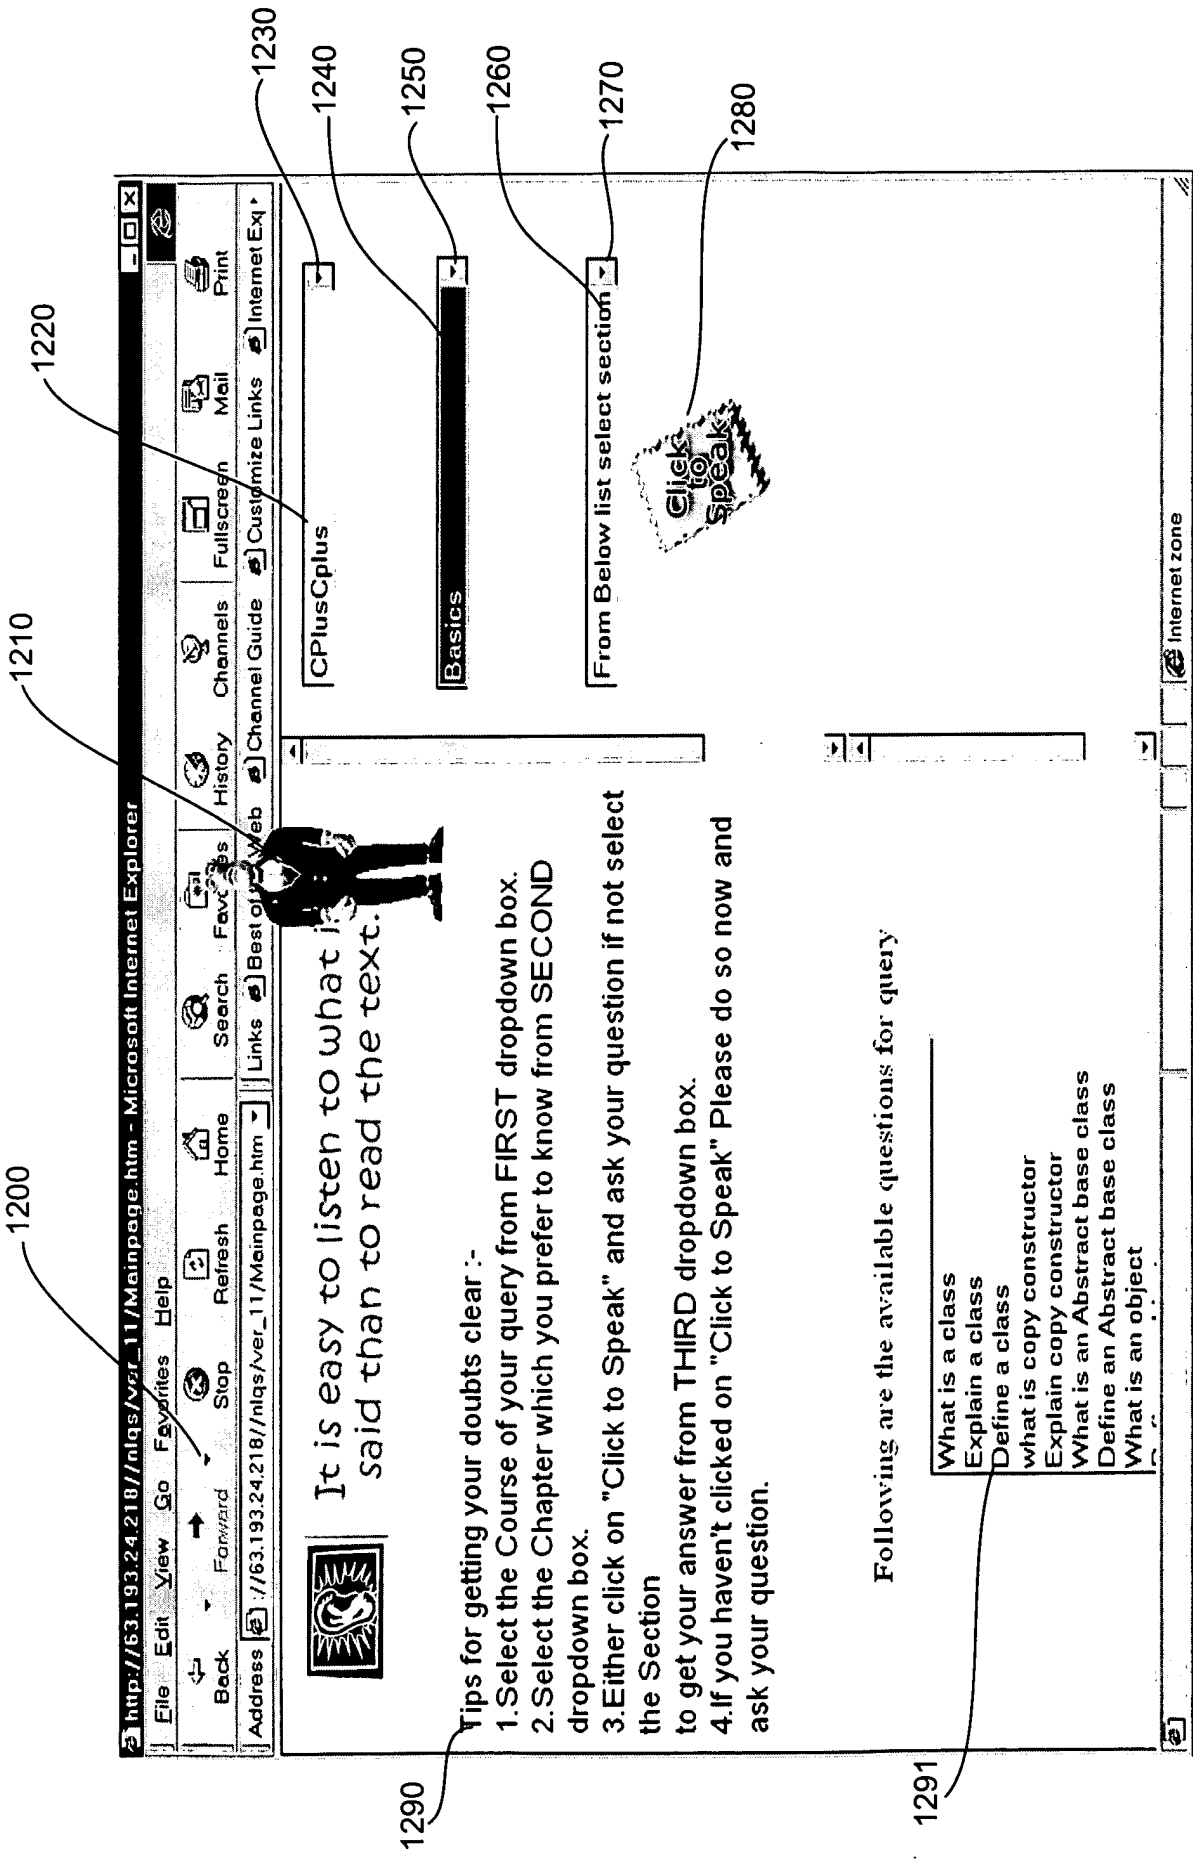 http://63.193.24.218//nlqs/ver_11/Mainpage.htm - Microsoft Internet Explorer
File Edit View Go Favorites Help
Back Forward Stop Refresh Home Search Favo es History Channels Fullscreen Mail Print
Address ://63.193.24.218//nlqs/ver_11/Mainpage.htm Links Best of Web Channel Guide Customize Links Internet Exp
It is easy to listen to what i
said than to read the text.
Tips for getting your doubts clear :-
1.Select the Course of your query from FIRST dropdown box.
2.Select the Chapter which you prefer to know from SECOND
dropdown box.
3.Either click on "Click to Speak" and ask your question if not select
the Section
to get your answer from THIRD dropdown box.
4.If you haven't clicked on "Click to Speak" Please do so now and
ask your question.
Following are the available questions for query
What is a class
Explain a class
Define a class
what is copy constructor
Explain copy constructor
What is an Abstract base class
Define an Abstract base class
What is an object
CPlusCplus
Basics
From Below list select section
Click
to
Speak
Internet zone
1200
1210
1220
1230
1240
1250
1260
1270
1280
1290
1291